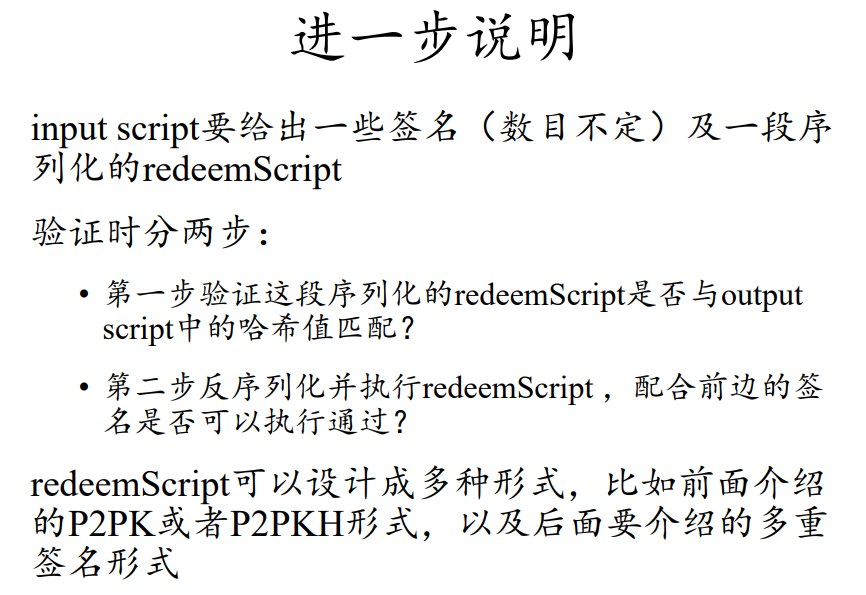 进一步说明
input script要给出一些签名（数目不定）及一段序
列化的redeemScript
验证时分两步：
• 第一步验证这段序列化的redeemScript是否与output
script中的哈希值匹配？
• 第二步反序列化并执行redeemScript ，配合前边的签
名是否可以执行通过？
redeemScript可以设计成多种形式，比如前面介绍
的P2PK或者P2PKH形式，以及后面要介绍的多重
签名形式